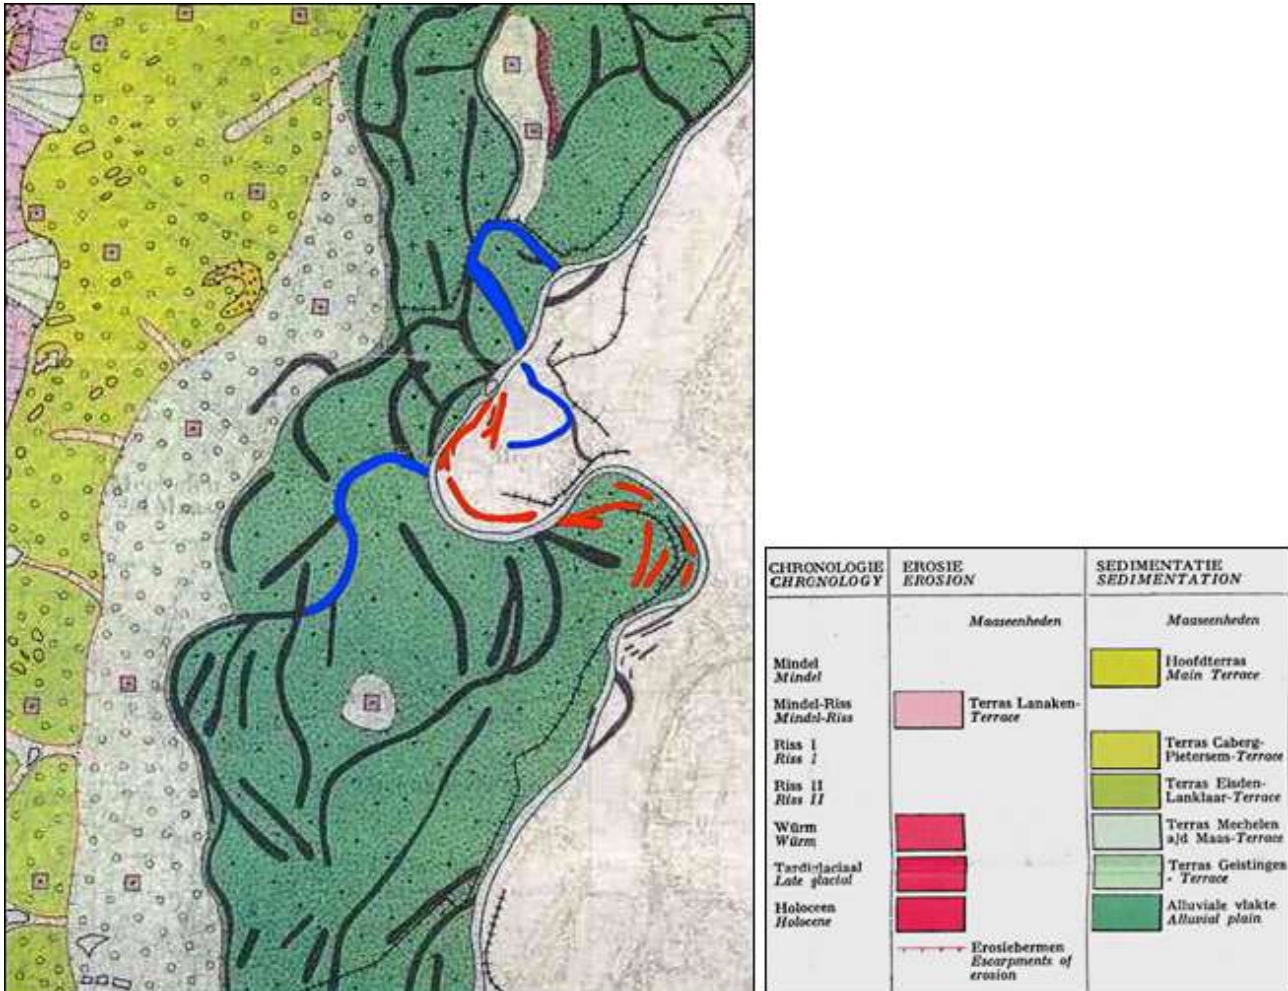 CHRONOLOGIE
CHRONOLOGY
EROSIE
EROSION
SEDIMENTATIE
SEDIMENTATION
Maaseenheden
Maaseenheden
Mindel
Mindel
Hoofdterras
Main Terrace
Mindel-Riss
Mindel-Riss
Terras Lanaken-
Terrace
Riss I
Riss I
Terras Caberg-
Pietersem-Terrace
Riss II
Riss II
Terras Eisden-
Lanklaar-Terrace
Würm
Würm
Terras Mechelen
a/d Maas-Terrace
Tardiglaciaal
Late glacial
Terras Geistingen
- Terrace
Holoceen
Holocene
Alluviale vlakte
Alluvial plain
Erosiebermen
Escarpments of
erosion